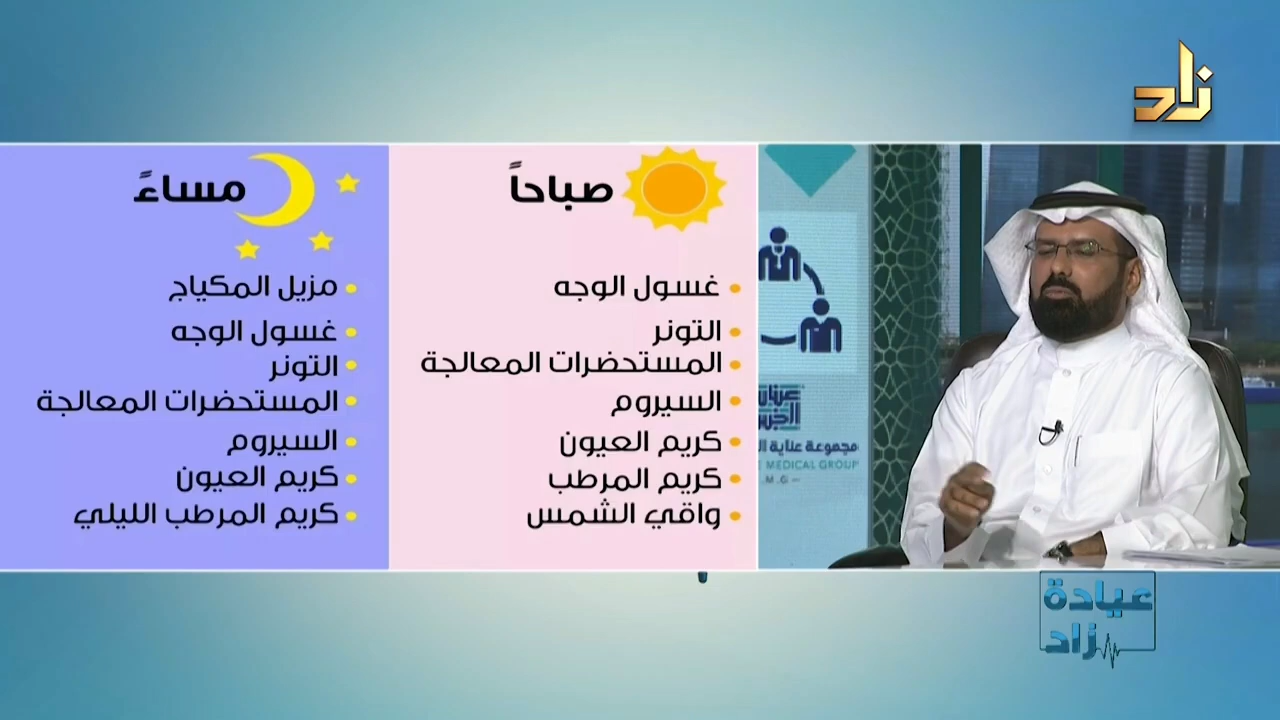 زاد
صباحاً
غسول الوجه
التونر
المستحضرات المعالجة
السيروم
كريم العيون
كريم المرطب
واقي الشمس
مساءً
مزيل المكياج
غسول الوجه
التونر
المستحضرات المعالجة
السيروم
كريم العيون
كريم المرطب الليلي
مجموعة عناية
MEDICAL GROUP
M.G
عيادة
زاد